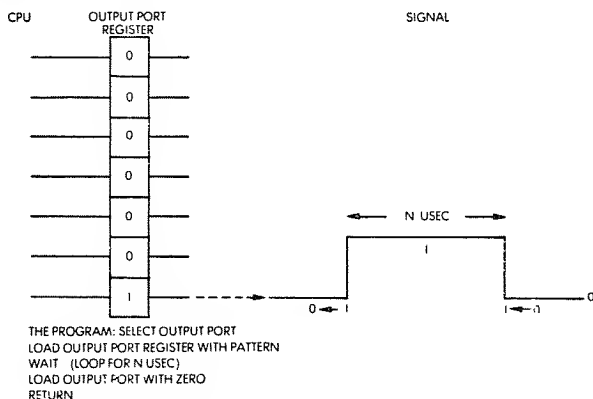 CPU
OUTPUT PORT
REGISTER
SIGNAL
0
0
0
0
0
0
1
N USEC
1
0 1
1 0
0
THE PROGRAM: SELECT OUTPUT PORT
LOAD OUTPUT PORT REGISTER WITH PATTERN
WAIT (LOOP FOR N USEC)
LOAD OUTPUT PORT WITH ZERO
RETURN